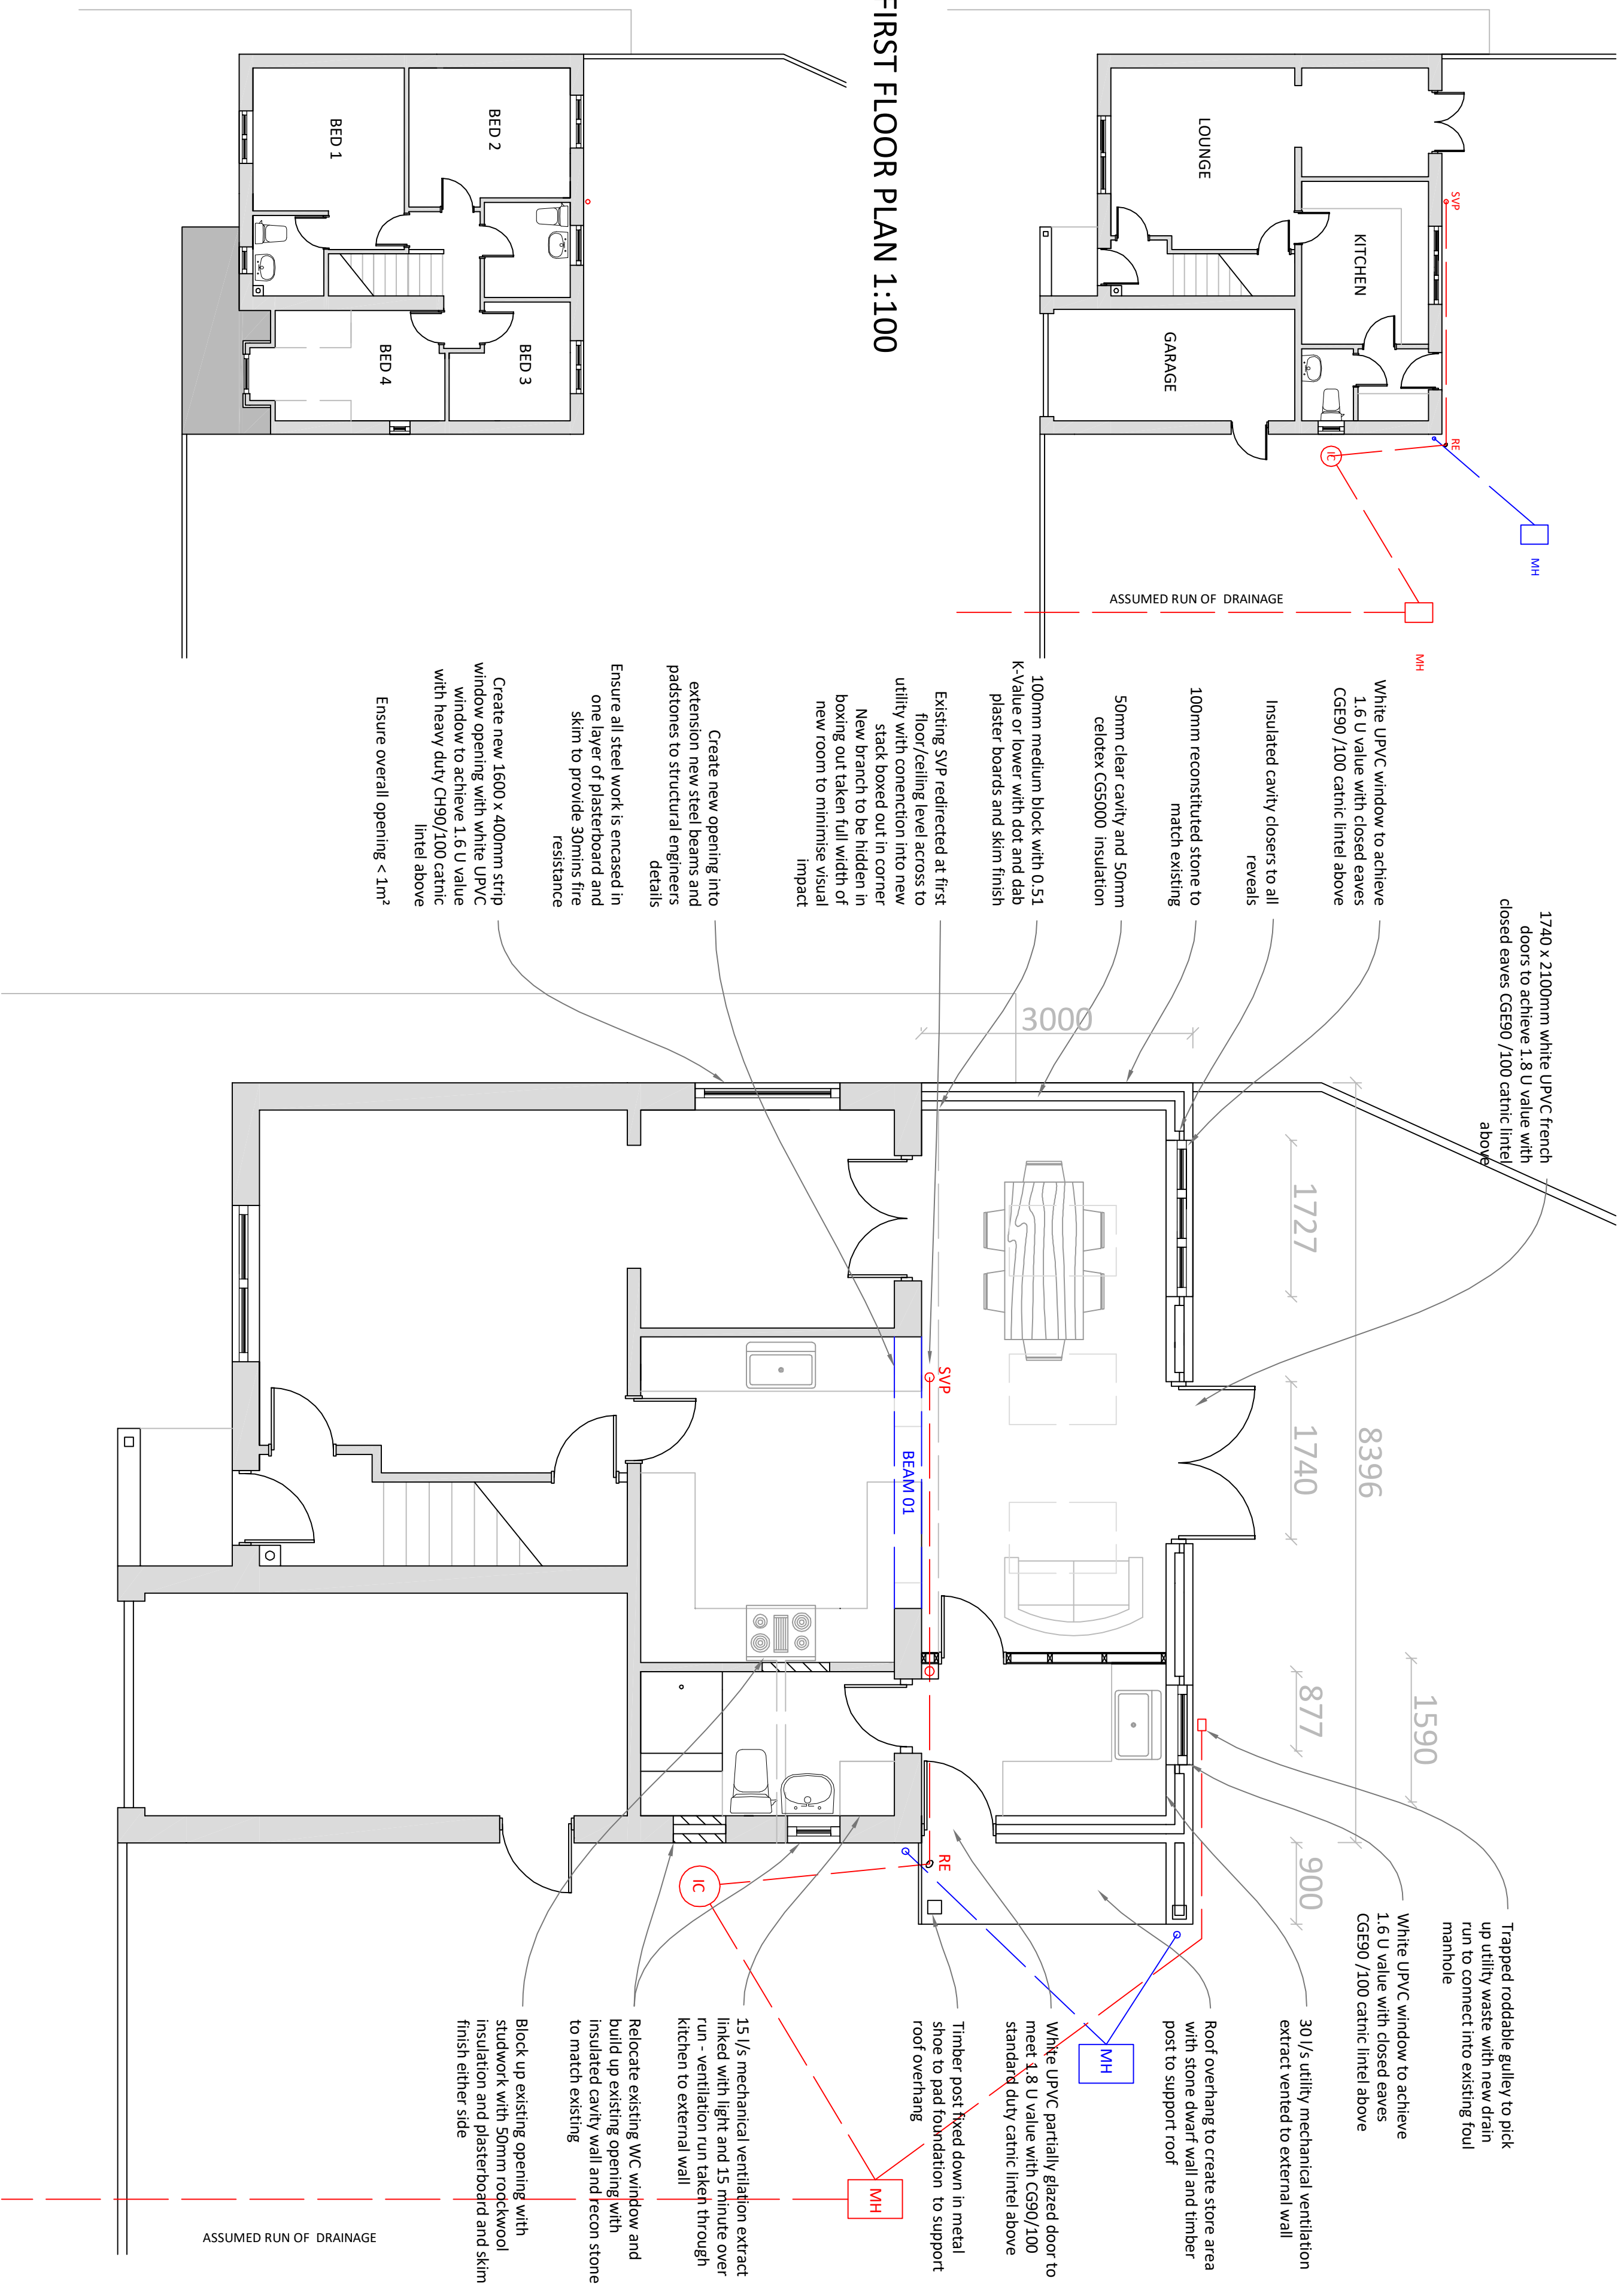 FIRST FLOOR PLAN 1:100
BED 1
BED 2
BED 3
BED 4
LOUNGE
KITCHEN
GARAGE
SVP
RE
IC
MH
MH
ASSUMED RUN OF DRAINAGE
1740 x 2100mm white UPVC french
doors to achieve 1.8 U value with
closed eaves CGE90 /100 catnic lintel
above
White UPVC window to achieve
1.6 U value with closed eaves
CGE90 /100 catnic lintel above
Insulated cavity closers to all
reveals
100mm reconstituted stone to
match existing
50mm clear cavity and 50mm
celotex CG5000 insulation
100mm medium block with 0.51
K-Value or lower with dot and dab
plaster boards and skim finish
Existing SVP redirected at first
floor/ceiling level across to
utility with conenction into new
stack boxed out in corner
New branch to be hidden in
boxing out taken full width of
new room to minimise visual
impact
Create new opening into
extension new steel beams and
padstones to structural engineers
details
Ensure all steel work is encased in
one layer of plasterboard and
skim to provide 30mins fire
resistance
Create new 1600 x 400mm strip
window opening with white UPVC
window to achieve 1.6 U value
with heavy duty CH90/100 catnic
lintel above
Ensure overall opening < 1m²
3000
1727
1740
8396
877
1590
900
SVP
BEAM 01
RE
IC
MH
MH
Trapped roddable gulley to pick
up utility waste with new drain
run to connect into existing foul
manhole
White UPVC window to achieve
1.6 U value with closed eaves
CGE90 /100 catnic lintel above
30 l/s utility mechanical ventilation
extract vented to external wall
Roof overhang to create store area
with stone dwarf wall and timber
post to support roof
White UPVC partially glazed door to
meet 1.8 U value with CG90/100
standard duty catnic lintel above
Timber post fixed down in metal
shoe to pad foundation to support
roof overhang
15 l/s mechanical ventilation extract
linked with light and 15 minute over
run - ventilation run taken through
kitchen to external wall
Relocate existing WC window and
build up existing opening with
insulated cavity wall and recon stone
to match existing
Block up existing opening with
studwork with 50mm rockwool
insulation and plasterboard and skim
finish either side
ASSUMED RUN OF DRAINAGE